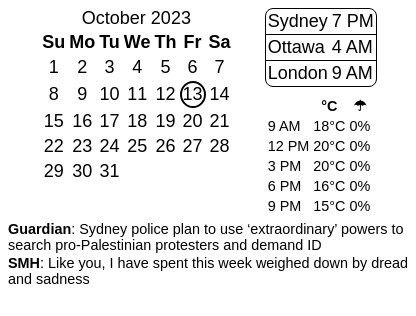 October 2023
Su Mo Tu We Th Fr Sa
1 2 3 4 5 6 7
8 9 10 11 12 13 14
15 16 17 18 19 20 21
22 23 24 25 26 27 28
29 30 31
Sydney 7 PM
Ottawa 4 AM
London 9 AM
°C ☂
9 AM 18°C 0%
12 PM 20°C 0%
3 PM 20°C 0%
6 PM 16°C 0%
9 PM 15°C 0%
Guardian: Sydney police plan to use ‘extraordinary’ powers to
search pro-Palestinian protesters and demand ID
SMH: Like you, I have spent this week weighed down by dread
and sadness